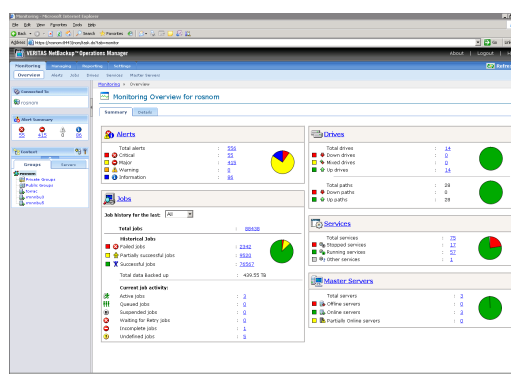 Monitoring - Microsoft Internet Explorer
File Edit View Favorites Tools Help
Back Search Favorites
Address
Go
VERITAS NetBackup™ Operations Manager
About | Logout |
Monitoring Managing Reporting Settings
Refre
Overview Alerts Jobs Drives Services Master Servers
Monitoring > Overview
Connected To
rosnom
Alert Summary
55 415 0 86
Context
Groups Servers
rosnom
Private Groups
Public Groups
Monitoring Overview for rosnom
Summary Details
Alerts
Total alerts : 556
Critical : 55
Major : 415
Warning : 0
Information : 86
Jobs
Job history for the last: All
Total jobs : 88438
Historical Jobs
Failed jobs : 2342
Partially successful jobs : 9520
Successful jobs : 76567
Total data Backed up : 439.55 TB
Current job activity:
Active jobs : 3
Queued jobs : 0
Suspended jobs : 0
Waiting for Retry jobs : 0
Incomplete jobs : 1
Undefined jobs : 5
Drives
Total drives : 14
Down drives : 0
Mixed drives : 0
Up drives : 14
Total paths : 28
Down paths : 0
Up paths : 28
Services
Total services : 75
Stopped services : 17
Running services : 57
Other services : 1
Master Servers
Total servers : 3
Offline servers : 0
Online servers : 3
Partially Online servers : 0